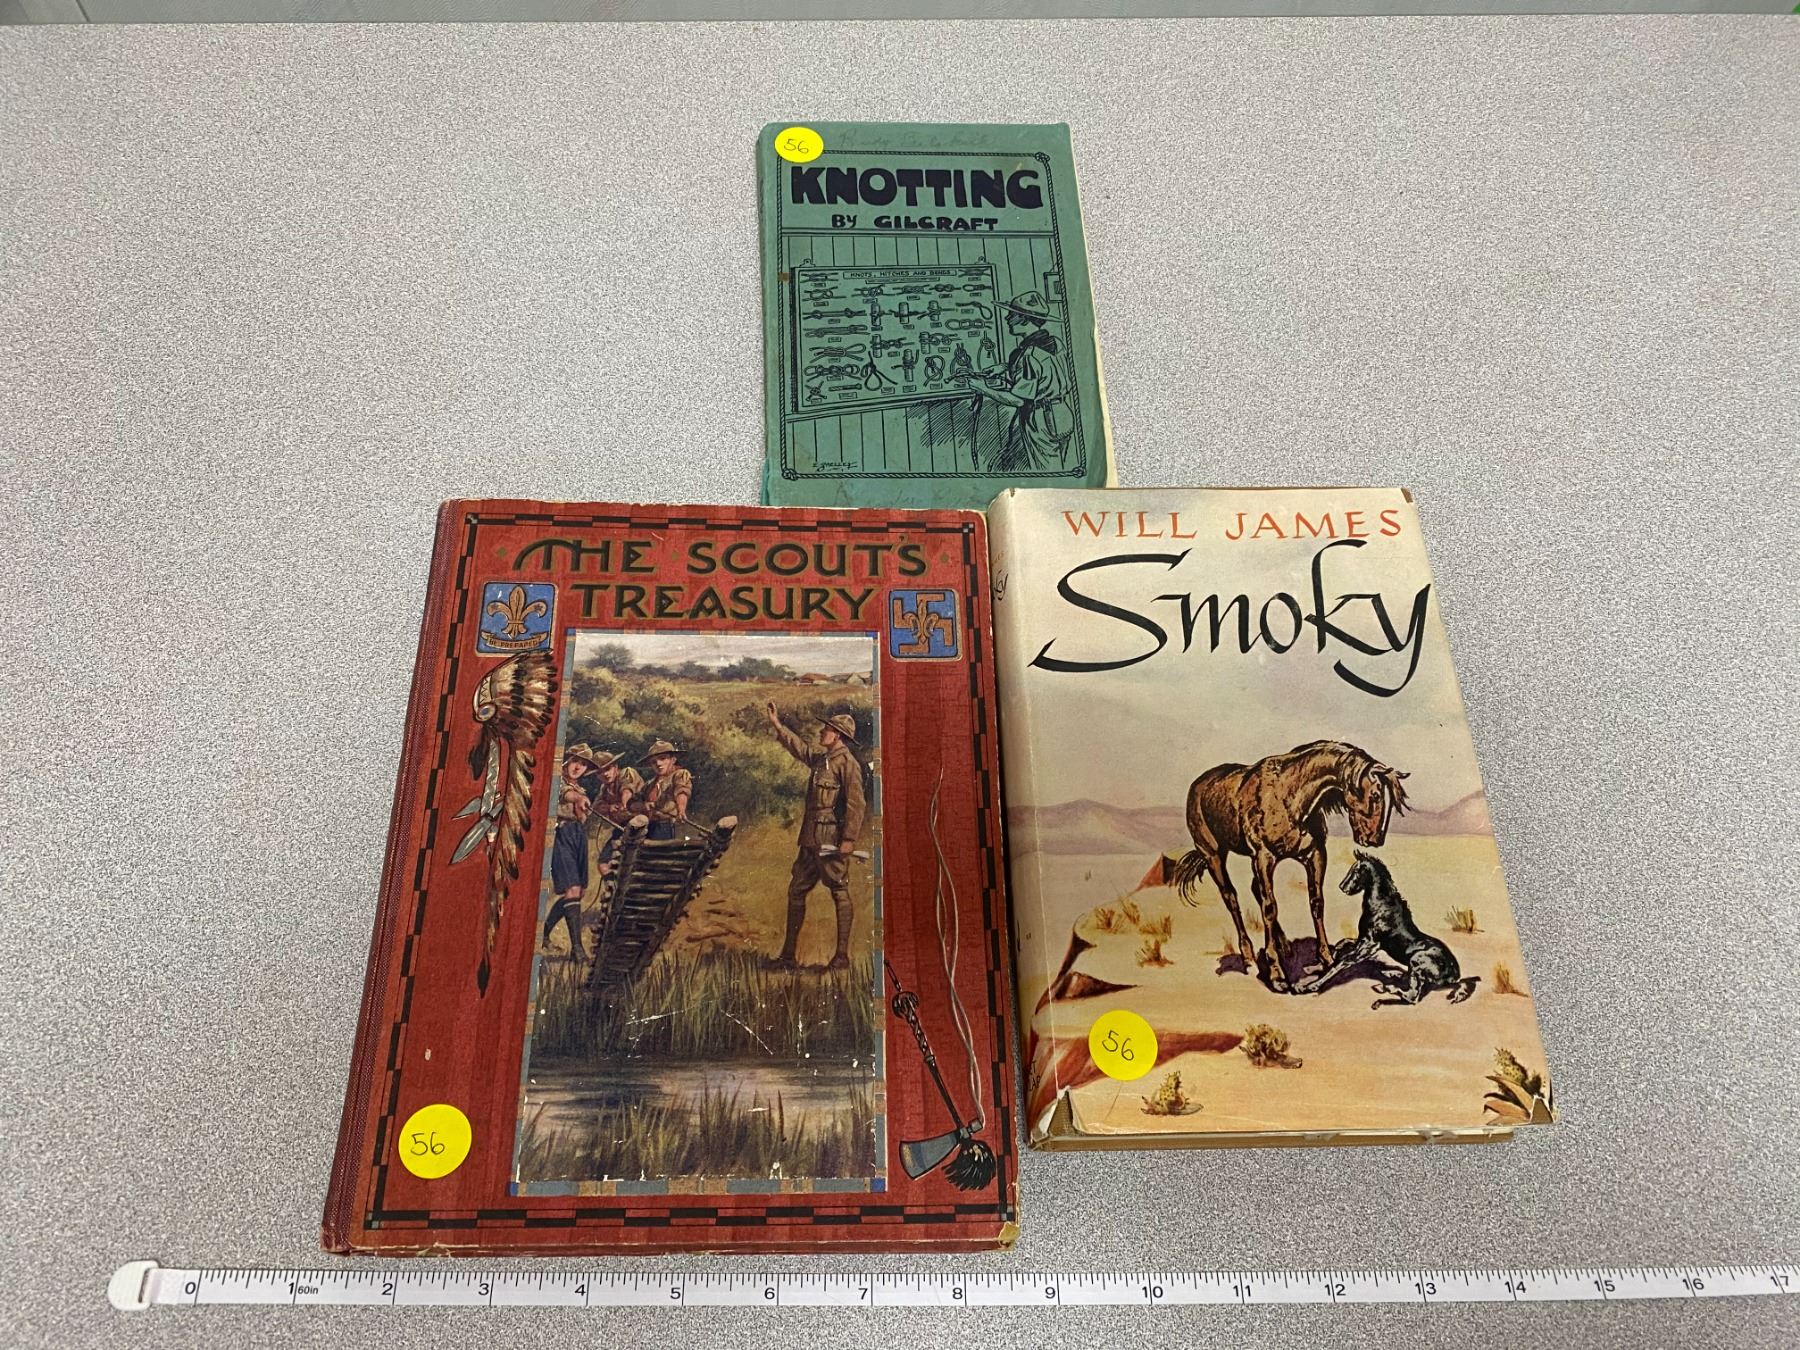 56
KNOTTING
BY GILCRAFT
KNOTS, HITCHES AND BENDS
THE SCOUT'S
TREASURY
BE PREPARED
56
WILL JAMES
Smoky
56
0 1 60in 2 3 4 5 6 7 8 9 10 11 12 13 14 15 16 17